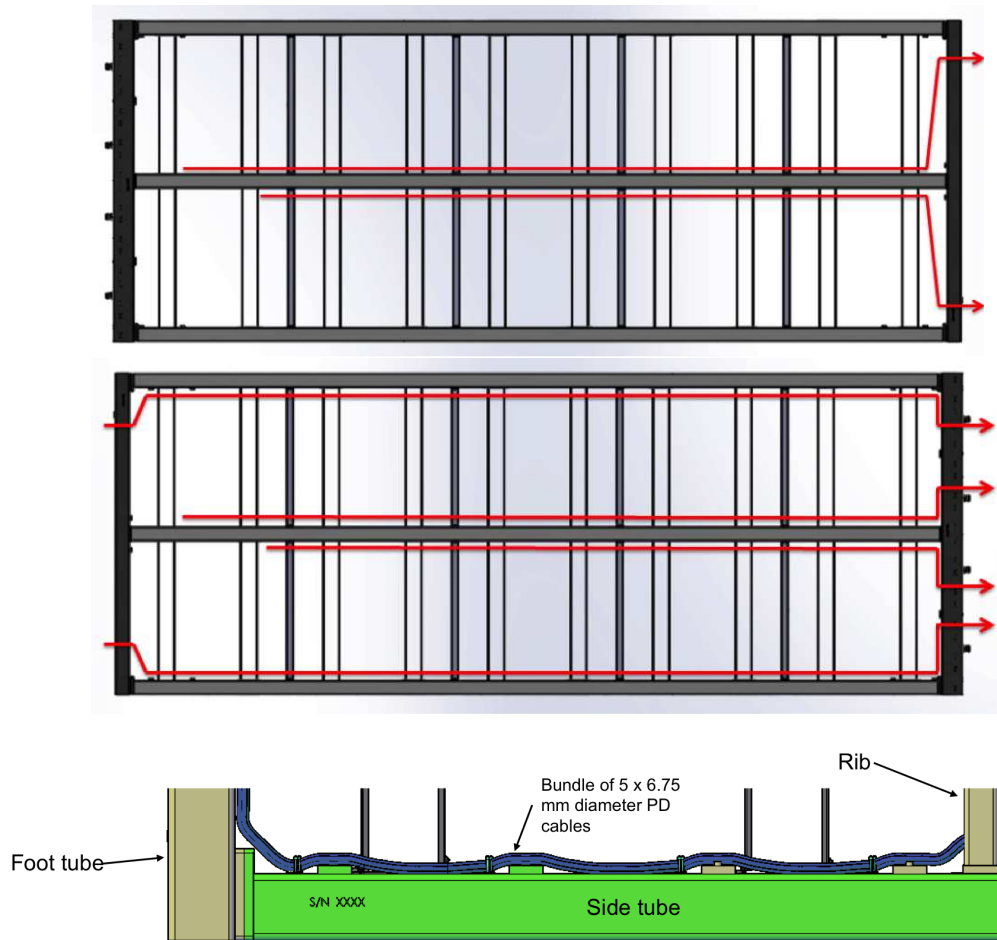 Rib
Bundle of 5 x 6.75
mm diameter PD
cables
Foot tube
S/N XXXX
Side tube